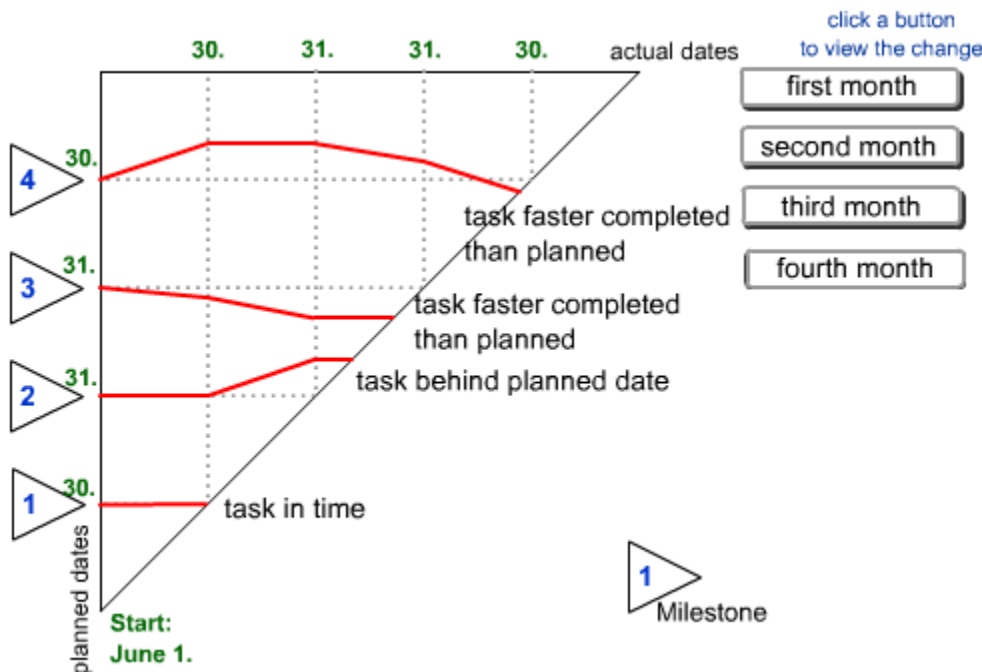 click a button
to view the change
30. 31. 31. 30. actual dates
first month
second month
third month
fourth month
30.
4
task faster completed
than planned
31.
3
task faster completed
than planned
31.
2
task behind planned date
30.
1
task in time
planned dates
1
Milestone
Start:
June 1.